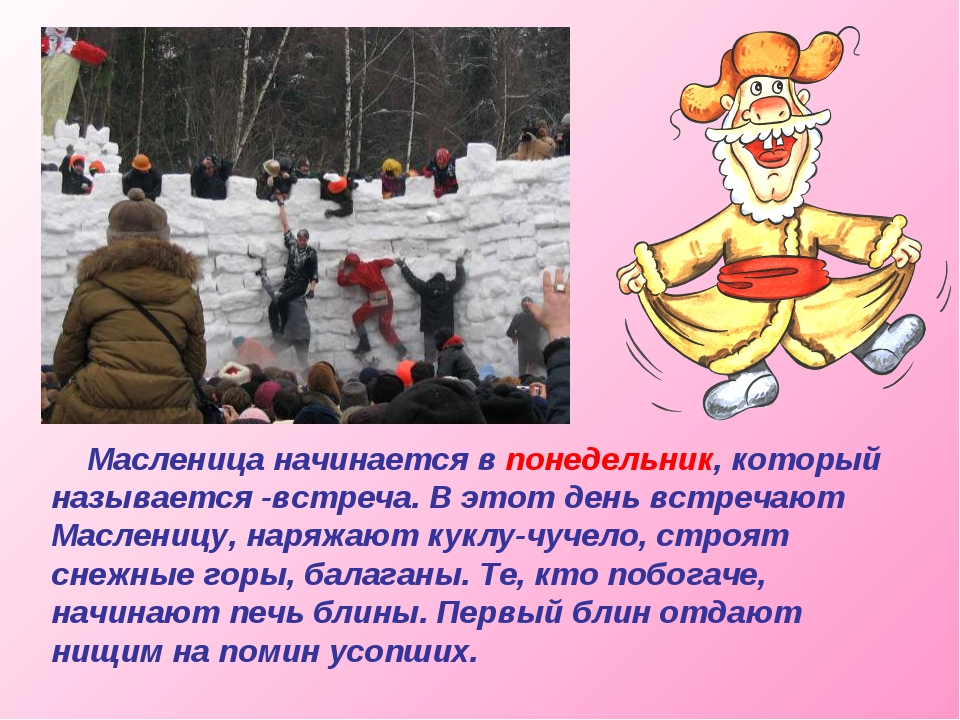 Масленица начинается в понедельник, который
называется -встреча. В этот день встречают
Масленицу, наряжают куклу-чучело, строят
снежные горы, балаганы. Те, кто побогаче,
начинают печь блины. Первый блин отдают
нищим на помин усопших.